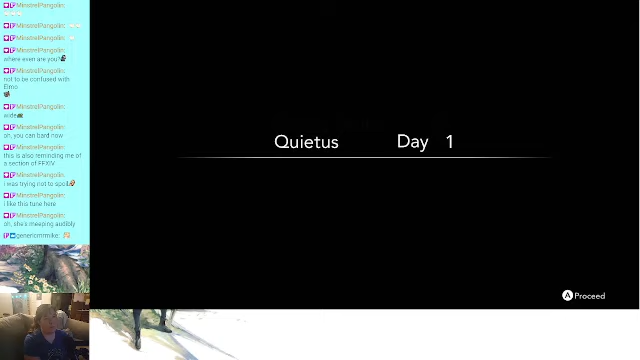 MinstrelPangolin:
MinstrelPangolin:
MinstrelPangolin:
MinstrelPangolin:
where even are you?
not to be confused with
Elmo
MinstrelPangolin:
wide
MinstrelPangolin:
oh, you can bard now
MinstrelPangolin:
this is also reminding me of
a section of FFXIV
MinstrelPangolin:
i was trying not to spoil
MinstrelPangolin:
i like this tune here
MinstrelPangolin:
oh, she's meeping audibly
genericmrmike:
Quietus Day 1
A Proceed